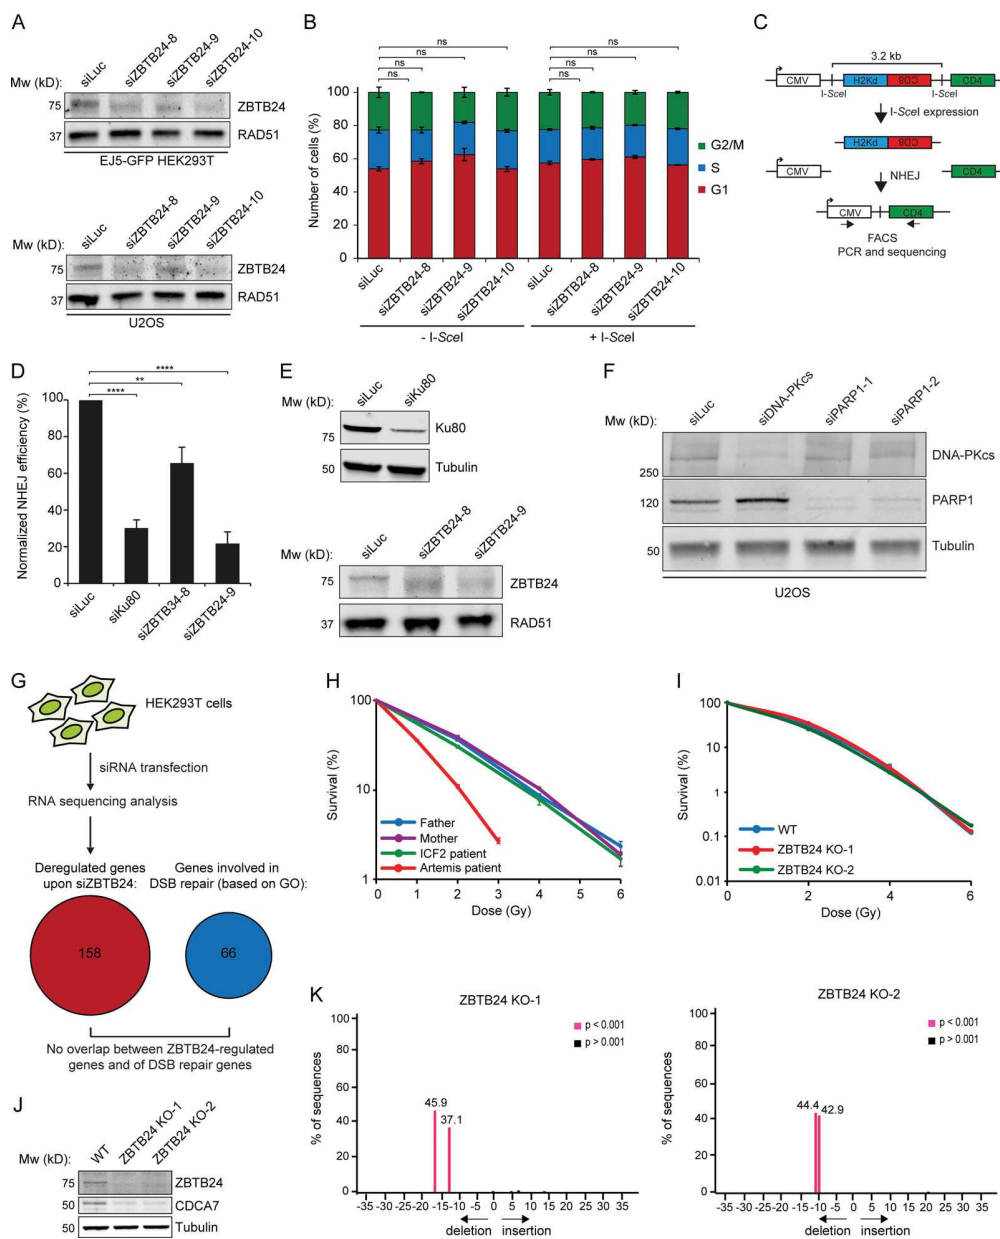 A
siLuc
siZBTB24-8
siZBTB24-9
siZBTB24-10
Mw (kD):
75
ZBTB24
37
RAD51
EJ5-GFP HEK293T
siLuc
siZBTB24-8
siZBTB24-9
siZBTB24-10
Mw (kD):
75
ZBTB24
37
RAD51
U2OS
B
ns
ns
ns
ns
ns
ns
Number of cells (%)
100
80
60
40
20
0
G2/M
S
G1
siLuc
siZBTB24-8
siZBTB24-9
siZBTB24-10
siLuc
siZBTB24-8
siZBTB24-9
siZBTB24-10
- I-SceI
+ I-SceI
C
3.2 kb
CMV
H2Kd
CD8
CD4
I-SceI
I-SceI
I-SceI expression
H2Kd
CD8
CMV
CD4
NHEJ
CMV
CD4
FACS
PCR and sequencing
D
****
**
****
Normalized NHEJ efficiency (%)
100
80
60
40
20
0
siLuc
siKu80
siZBTB34-8
siZBTB24-9
E
siLuc
siKu80
Mw (kD):
75
Ku80
50
Tubulin
siLuc
siZBTB24-8
siZBTB24-9
Mw (kD):
75
ZBTB24
37
RAD51
F
siLuc
siDNA-PKcs
siPARP1-1
siPARP1-2
Mw (kD):
DNA-PKcs
250
120
PARP1
50
Tubulin
U2OS
G
HEK293T cells
siRNA transfection
RNA sequencing analysis
Deregulated genes
upon siZBTB24:
Genes involved in
DSB repair (based on GO):
158
66
No overlap between ZBTB24-regulated
genes and of DSB repair genes
H
Survival (%)
100
10
1
Father
Mother
ICF2 patient
Artemis patient
0 1 2 3 4 5 6
Dose (Gy)
I
Survival (%)
100
10
1
0.1
0.01
WT
ZBTB24 KO-1
ZBTB24 KO-2
0 2 4 6
Dose (Gy)
J
WT
ZBTB24 KO-1
ZBTB24 KO-2
Mw (kD):
75
ZBTB24
50
CDCA7
50
Tubulin
K
ZBTB24 KO-1
% of sequences
100
80
60
40
20
0
p < 0.001
p > 0.001
45.9
37.1
-35 -30 -25 -20 -15 -10 -5 0 5 10 15 20 25 30 35
deletion
insertion
ZBTB24 KO-2
% of sequences
100
80
60
40
20
0
p < 0.001
p > 0.001
44.4
42.9
-35 -30 -25 -20 -15 -10 -5 0 5 10 15 20 25 30 35
deletion
insertion